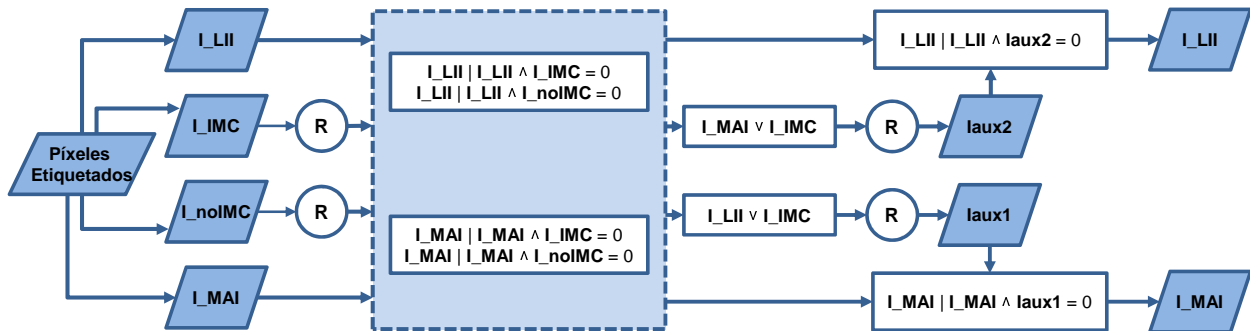 Píxeles
Etiquetados
I_LII
I_IMC
R
I_noIMC
R
I_MAI
I_LII | I_LII ∧ I_IMC = 0
I_LII | I_LII ∧ I_noIMC = 0
I_MAI | I_MAI ∧ I_IMC = 0
I_MAI | I_MAI ∧ I_noIMC = 0
I_LII | I_LII ∧ Iaux2 = 0
I_LII
I_MAI ∨ I_IMC
R
Iaux2
I_LII ∨ I_IMC
R
Iaux1
I_MAI | I_MAI ∧ Iaux1 = 0
I_MAI